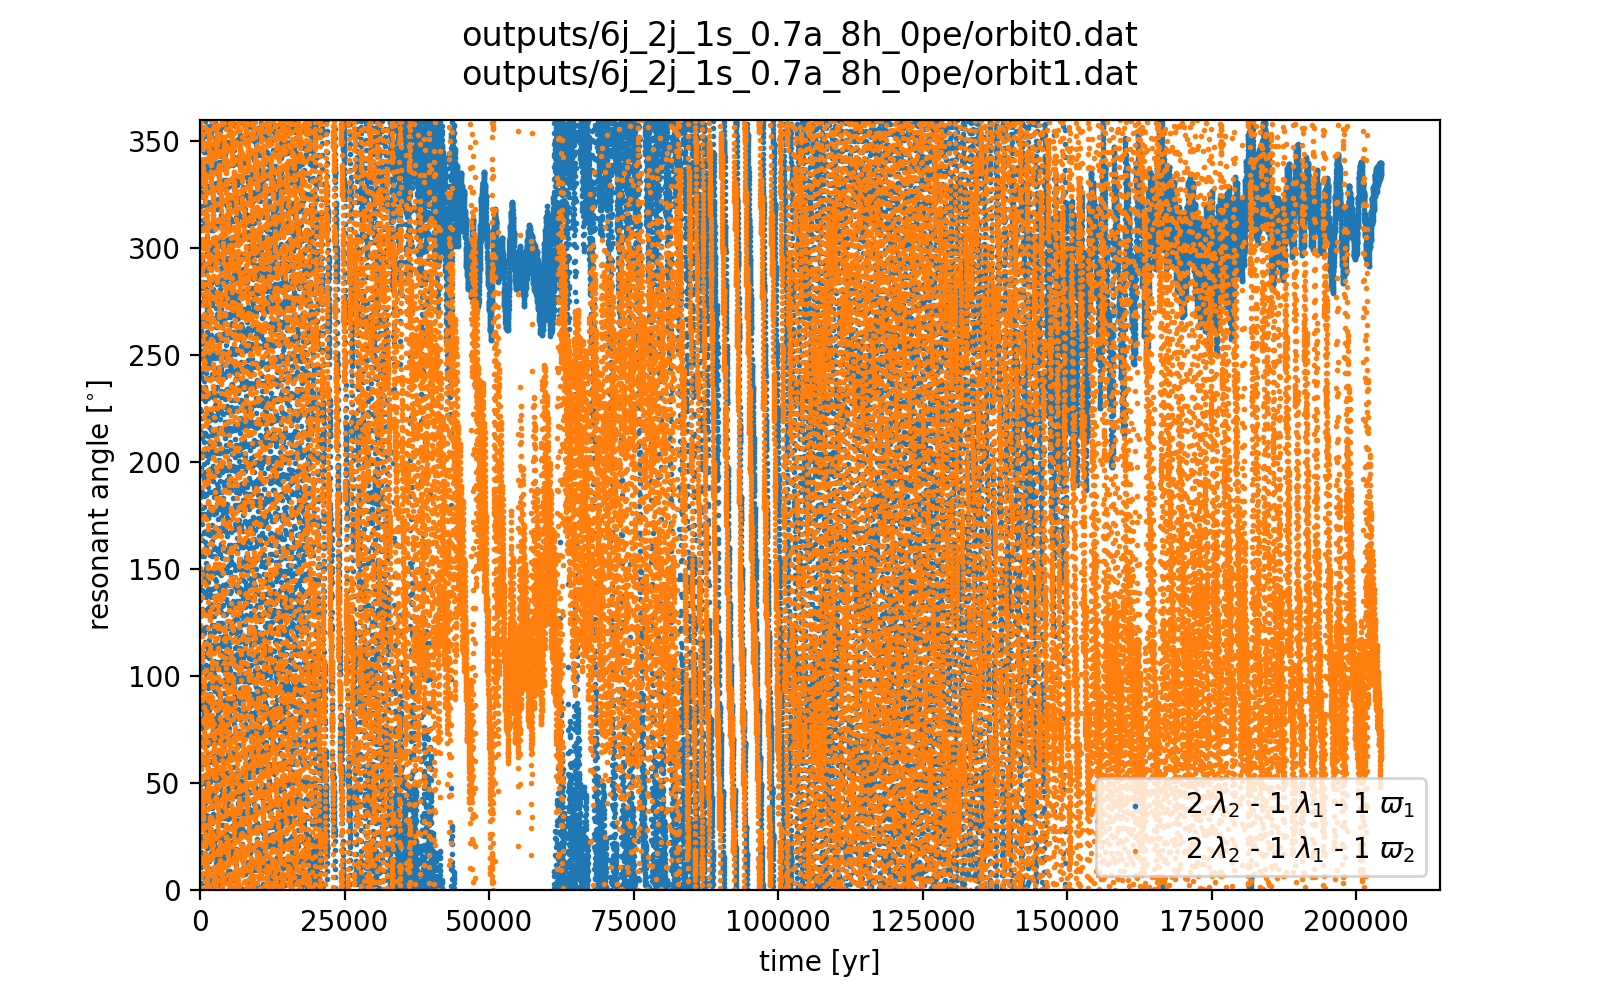 outputs/6j_2j_1s_0.7a_8h_0pe/orbit0.dat
outputs/6j_2j_1s_0.7a_8h_0pe/orbit1.dat
350
300
250
200
150
100
50
0
resonant angle [°]
2 λ₂ - 1 λ₁ - 1 ϖ₁
2 λ₂ - 1 λ₁ - 1 ϖ₂
0 25000 50000 75000 100000 125000 150000 175000 200000
time [yr]